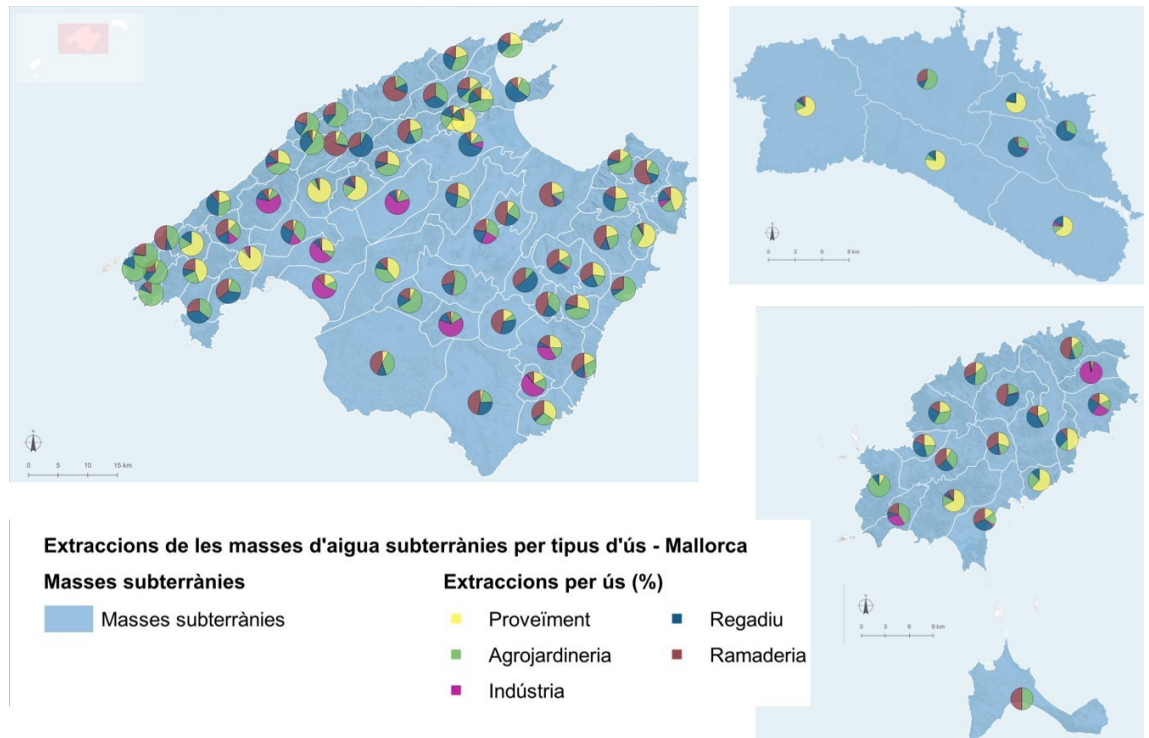 0 5 10 15 km
0 3 6 9 km
0 3 6 9 km
Extraccions de les masses d'aigua subterrànies per tipus d'ús - Mallorca
Masses subterrànies
Extraccions per ús (%)
Masses subterrànies
Proveïment
Regadiu
Agrojardineria
Ramaderia
Indústria